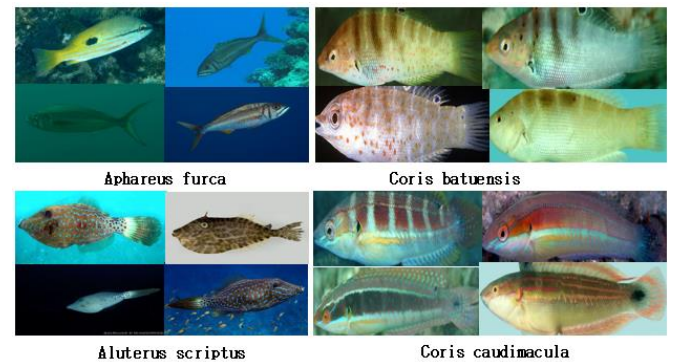 Aphareus furca
Coris batuensis
Aluterus scriptus
Coris caudimacula